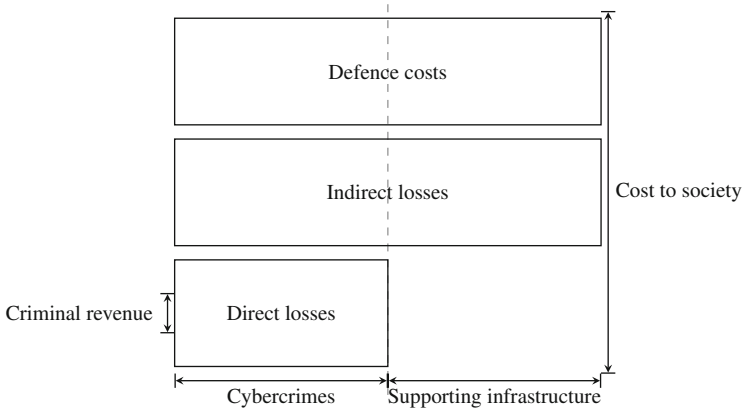 Defence costs
Indirect losses
Cost to society
Criminal revenue
Direct losses
Cybercrimes
Supporting infrastructure